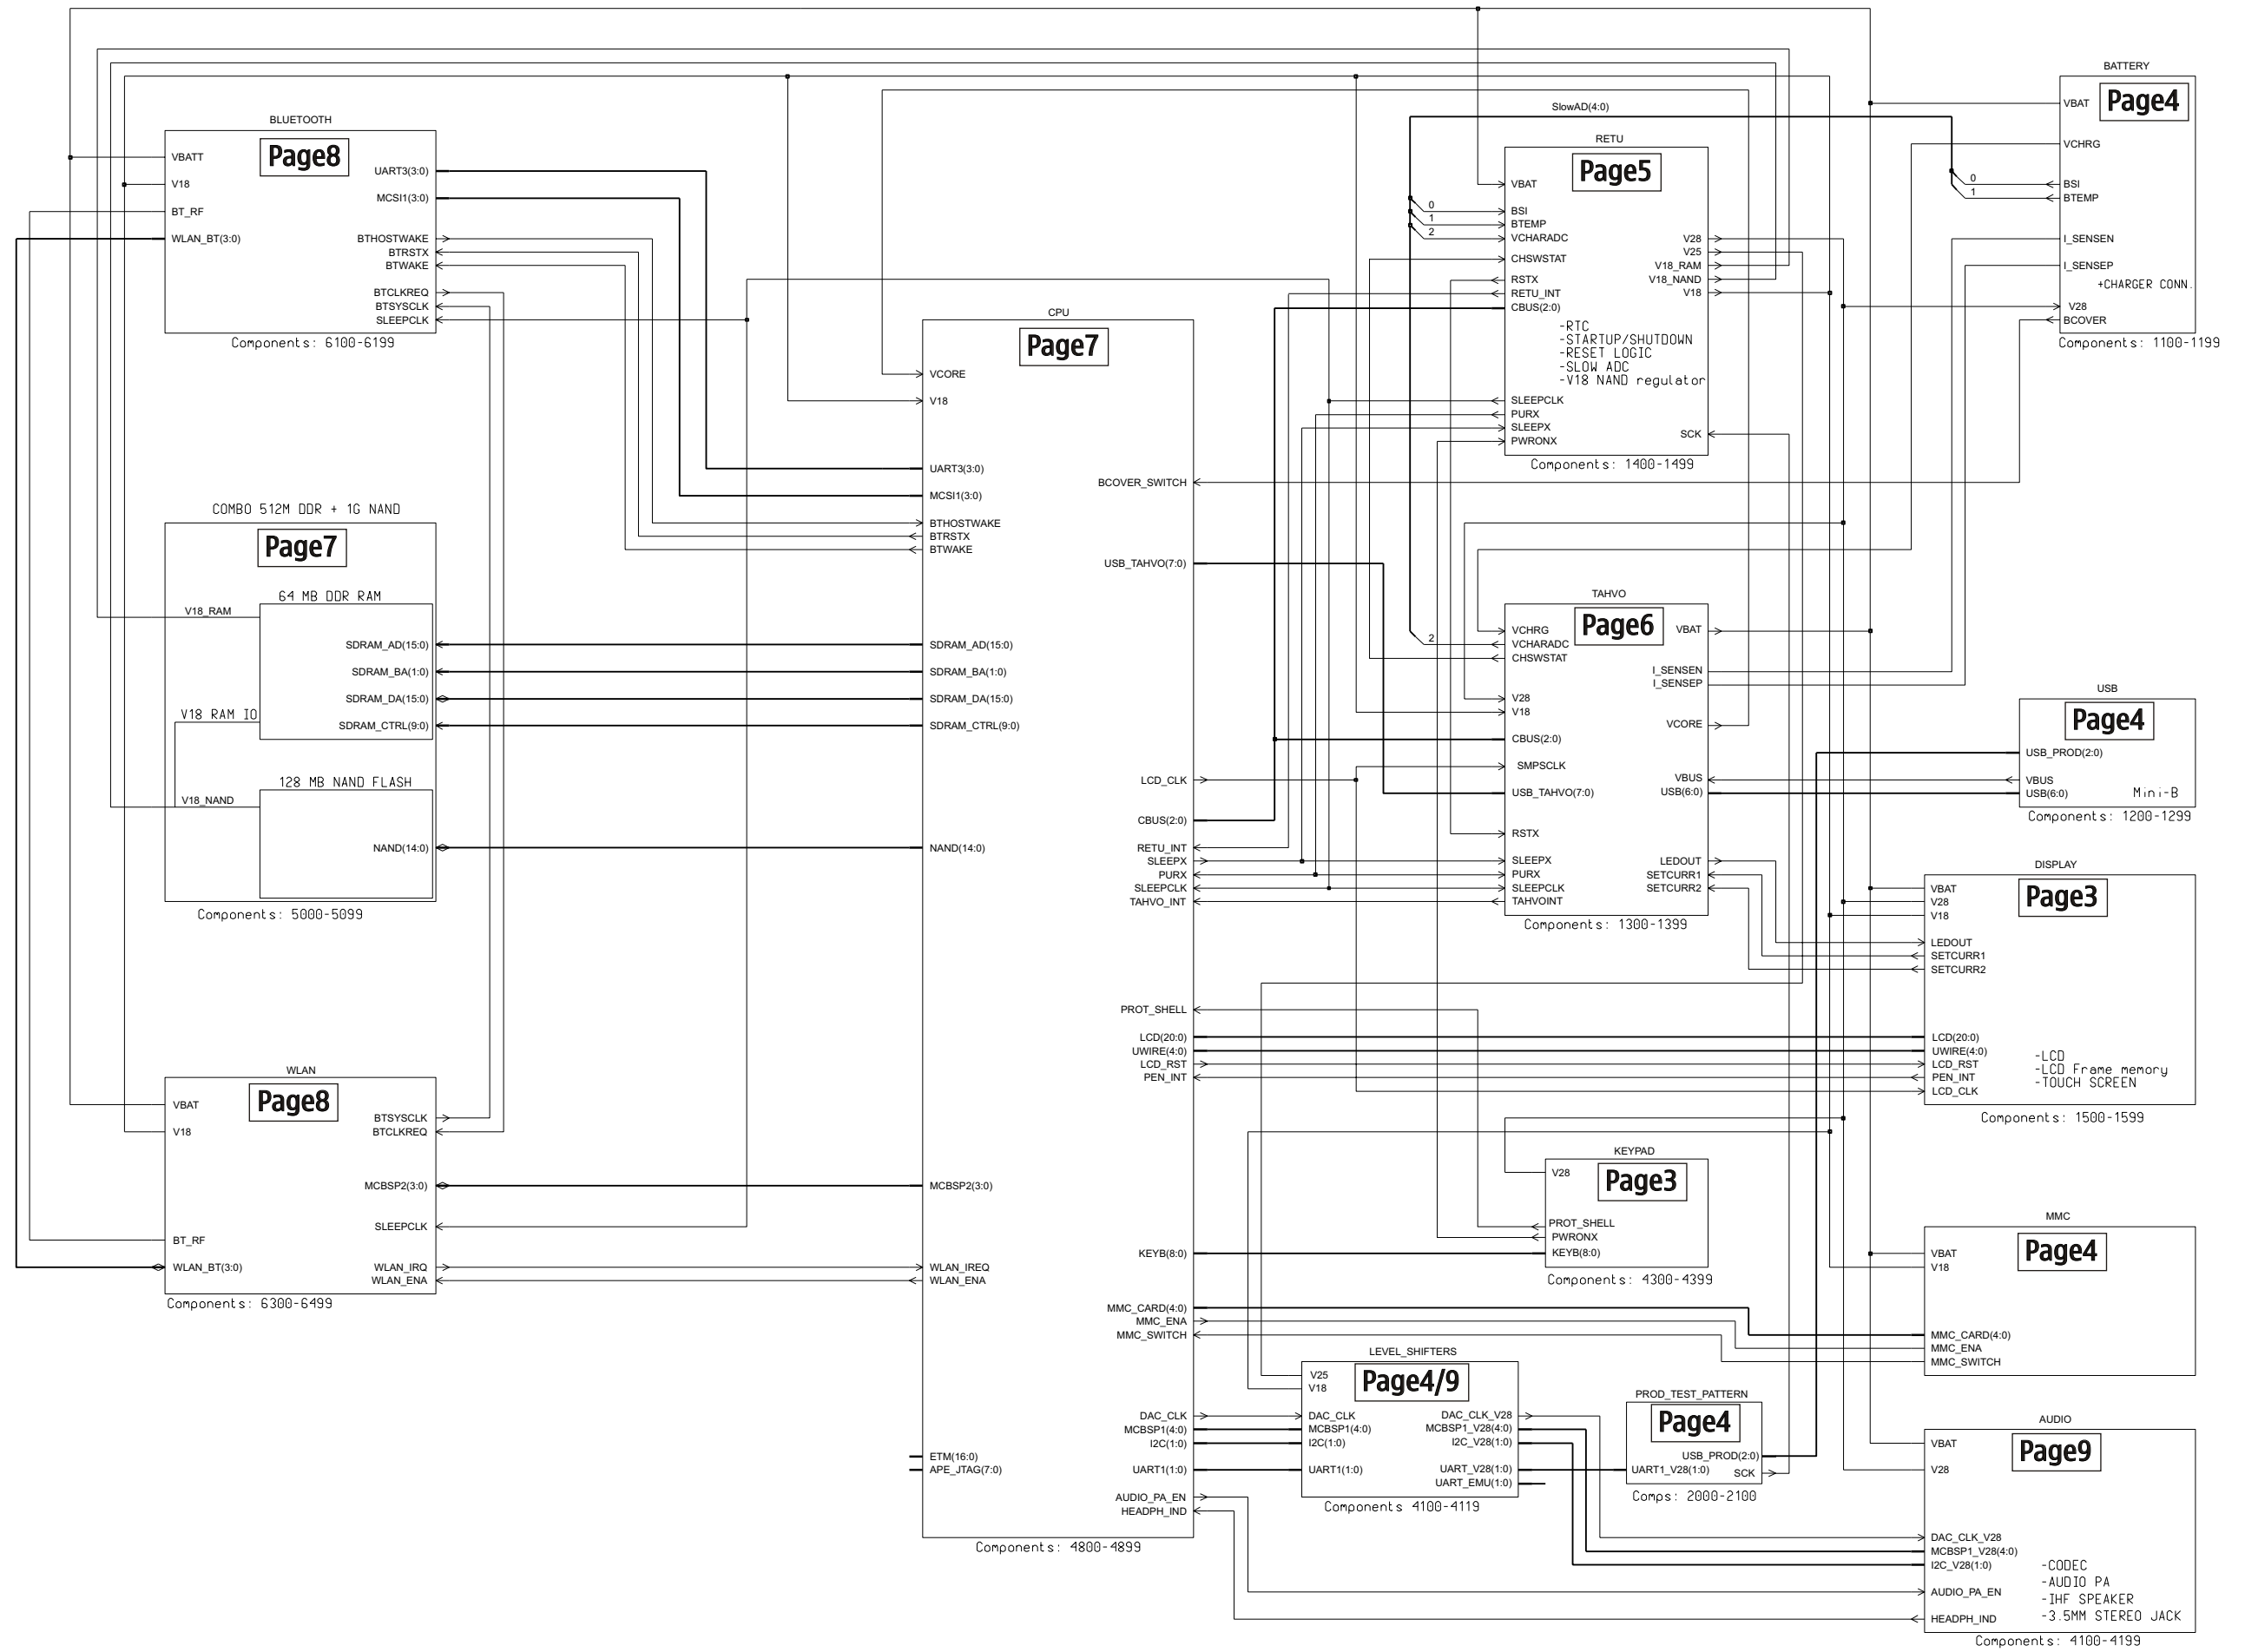 SlowAD(4:0)
BLUETOOTH
Page8
VBATT
V18
BT_RF
WLAN_BT(3:0)
UART3(3:0)
MCSI1(3:0)
BTHOSTWAKE
BTRSTX
BTWAKE
BTCLKREQ
BTSYSCLK
SLEEPCLK
Components: 6100-6199
COMBO 512M DDR + 1G NAND
Page7
64 MB DDR RAM
V18_RAM
SDRAM_AD(15:0)
SDRAM_BA(1:0)
SDRAM_DA(15:0)
V18 RAM IO
SDRAM_CTRL(9:0)
128 MB NAND FLASH
V18_NAND
NAND(14:0)
Components: 5000-5099
WLAN
Page8
VBAT
V18
BTSYSCLK
BTCLKREQ
MCBSP2(3:0)
SLEEPCLK
BT_RF
WLAN_BT(3:0)
WLAN_IRQ
WLAN_ENA
Components: 6300-6499
CPU
Page7
VCORE
V18
UART3(3:0)
MCSI1(3:0)
BTHOSTWAKE
BTRSTX
BTWAKE
SDRAM_AD(15:0)
SDRAM_BA(1:0)
SDRAM_DA(15:0)
SDRAM_CTRL(9:0)
NAND(14:0)
MCBSP2(3:0)
WLAN_IREQ
WLAN_ENA
ETM(16:0)
APE_JTAG(7:0)
BCOVER_SWITCH
USB_TAHVO(7:0)
LCD_CLK
CBUS(2:0)
RETU_INT
SLEEPX
PURX
SLEEPCLK
TAHVO_INT
PROT_SHELL
LCD(20:0)
UWIRE(4:0)
LCD_RST
PEN_INT
KEYB(8:0)
MMC_CARD(4:0)
MMC_ENA
MMC_SWITCH
DAC_CLK
MCBSP1(4:0)
I2C(1:0)
UART1(1:0)
AUDIO_PA_EN
HEADPH_IND
Components: 4800-4899
RETU
Page5
VBAT
0
BSI
1
BTEMP
2
VCHARADC
CHSWSTAT
RSTX
RETU_INT
CBUS(2:0)
V28
V25
V18_RAM
V18_NAND
V18
-RTC
-STARTUP/SHUTDOWN
-RESET LOGIC
-SLOW ADC
-V18 NAND regulator
SLEEPCLK
PURX
SLEEPX
PWRONX
SCK
Components: 1400-1499
TAHVO
Page6
VCHRG
2
VCHARADC
CHSWSTAT
V28
V18
CBUS(2:0)
SMPSCLK
USB_TAHVO(7:0)
RSTX
SLEEPX
PURX
SLEEPCLK
TAHVOINT
VBAT
I_SENSEN
I_SENSEP
VCORE
VBUS
USB(6:0)
LEDOUT
SETCURR1
SETCURR2
Components: 1300-1399
BATTERY
Page4
VBAT
VCHRG
0
BSI
1
BTEMP
I_SENSEN
I_SENSEP
+CHARGER CONN.
V28
BCOVER
Components: 1100-1199
USB
Page4
USB_PROD(2:0)
VBUS
USB(6:0)
Mini-B
Components: 1200-1299
DISPLAY
Page3
VBAT
V28
V18
LEDOUT
SETCURR1
SETCURR2
LCD(20:0)
UWIRE(4:0)
LCD_RST
PEN_INT
LCD_CLK
-LCD
-LCD Frame memory
-TOUCH SCREEN
Components: 1500-1599
KEYPAD
Page3
V28
PROT_SHELL
PWRONX
KEYB(8:0)
Components: 4300-4399
MMC
Page4
VBAT
V18
MMC_CARD(4:0)
MMC_ENA
MMC_SWITCH
LEVEL_SHIFTERS
Page4/9
V25
V18
DAC_CLK
MCBSP1(4:0)
I2C(1:0)
UART1(1:0)
DAC_CLK_V28
MCBSP1_V28(4:0)
I2C_V28(1:0)
UART_V28(1:0)
UART_EMU(1:0)
Components 4100-4119
PROD_TEST_PATTERN
Page4
USB_PROD(2:0)
UART1_V28(1:0)
SCK
Comps: 2000-2100
AUDIO
Page9
VBAT
V28
DAC_CLK_V28
MCBSP1_V28(4:0)
I2C_V28(1:0)
AUDIO_PA_EN
HEADPH_IND
-CODEC
-AUDIO PA
-IHF SPEAKER
-3.5MM STEREO JACK
Components: 4100-4199